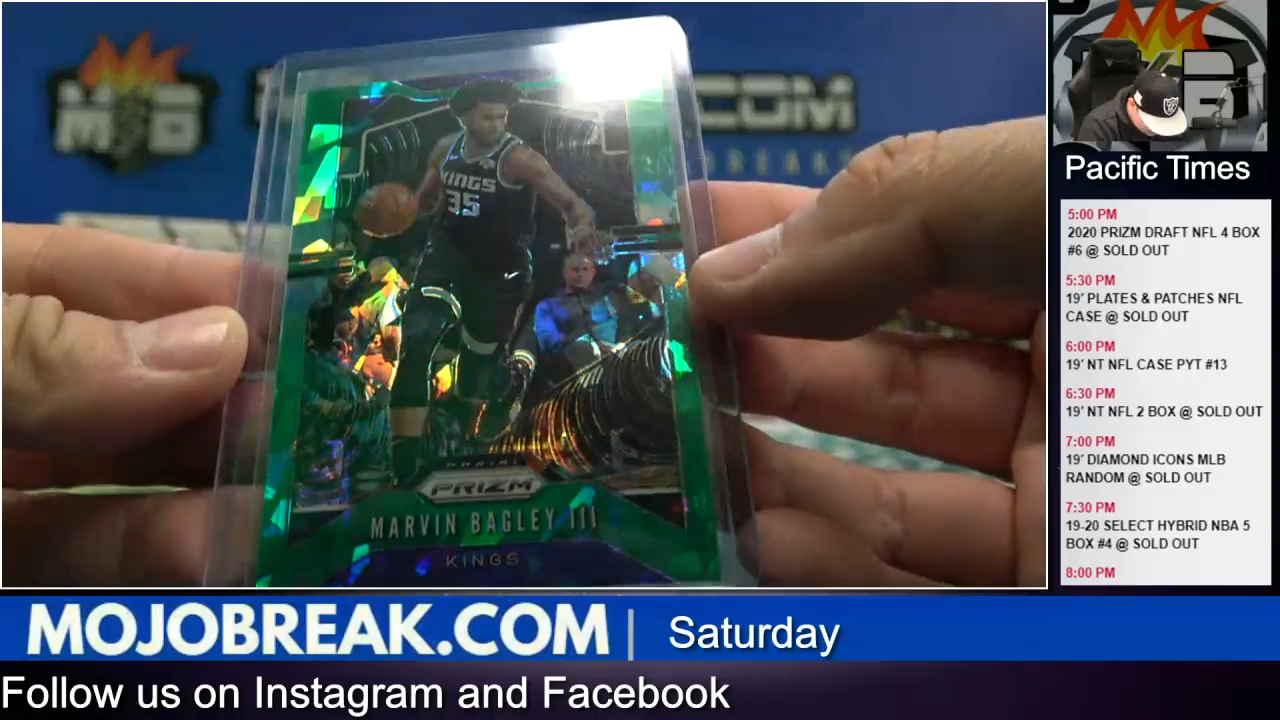 M B
.COM
BREAKS
KINGS
35
PRIZM
MARVIN BAGLEY III
KINGS
Pacific Times
5:00 PM
2020 PRIZM DRAFT NFL 4 BOX
#6 @ SOLD OUT
5:30 PM
19' PLATES & PATCHES NFL
CASE @ SOLD OUT
6:00 PM
19' NT NFL CASE PYT #13
6:30 PM
19' NT NFL 2 BOX @ SOLD OUT
7:00 PM
19' DIAMOND ICONS MLB
RANDOM @ SOLD OUT
7:30 PM
19-20 SELECT HYBRID NBA 5
BOX #4 @ SOLD OUT
8:00 PM
MOJOBREAK.COM | Saturday
Follow us on Instagram and Facebook